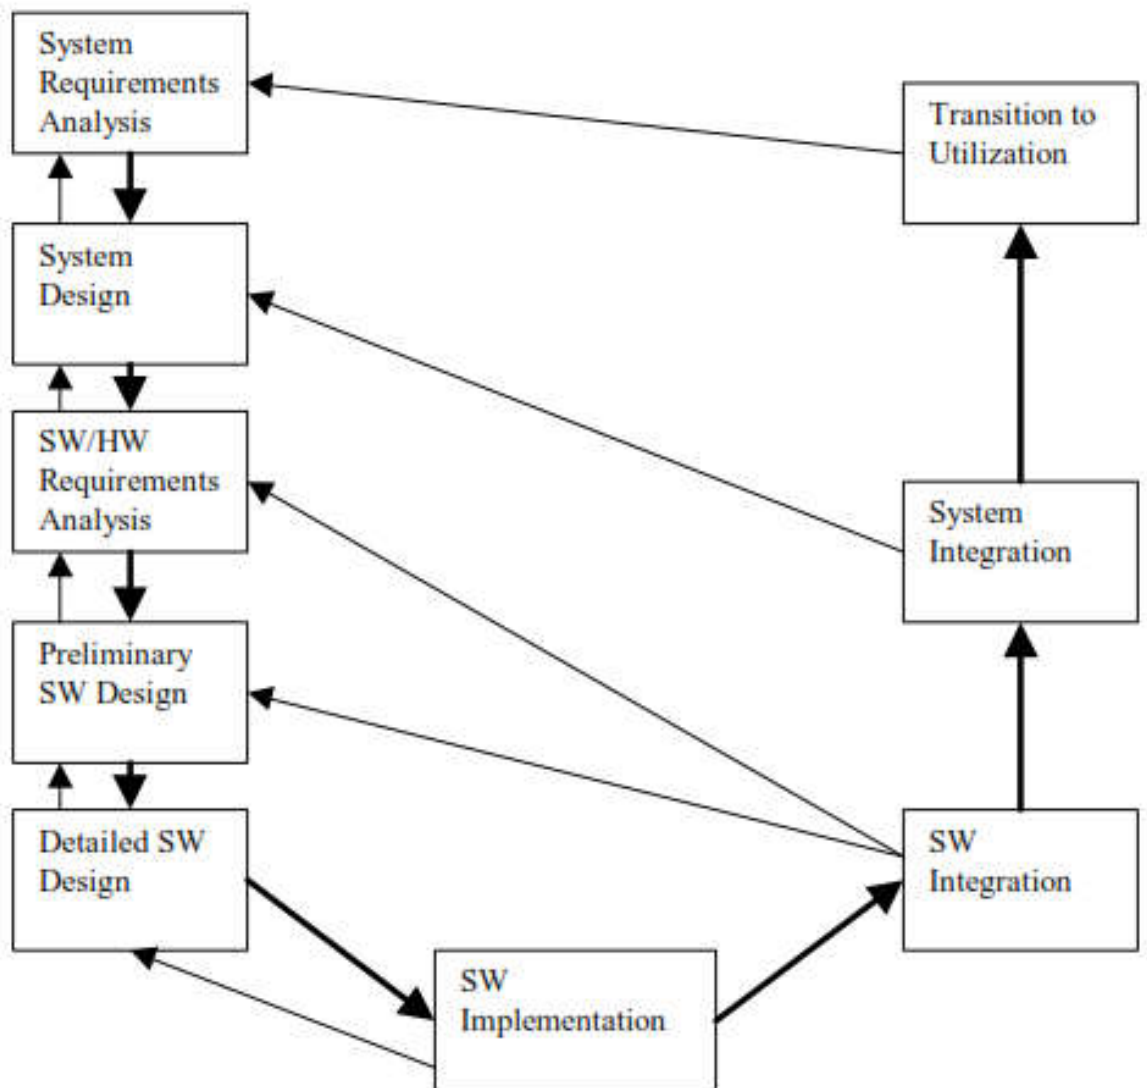 System
Requirements
Analysis
Transition to
Utilization
System
Design
SW/HW
Requirements
Analysis
System
Integration
Preliminary
SW Design
Detailed SW
Design
SW
Integration
SW
Implementation